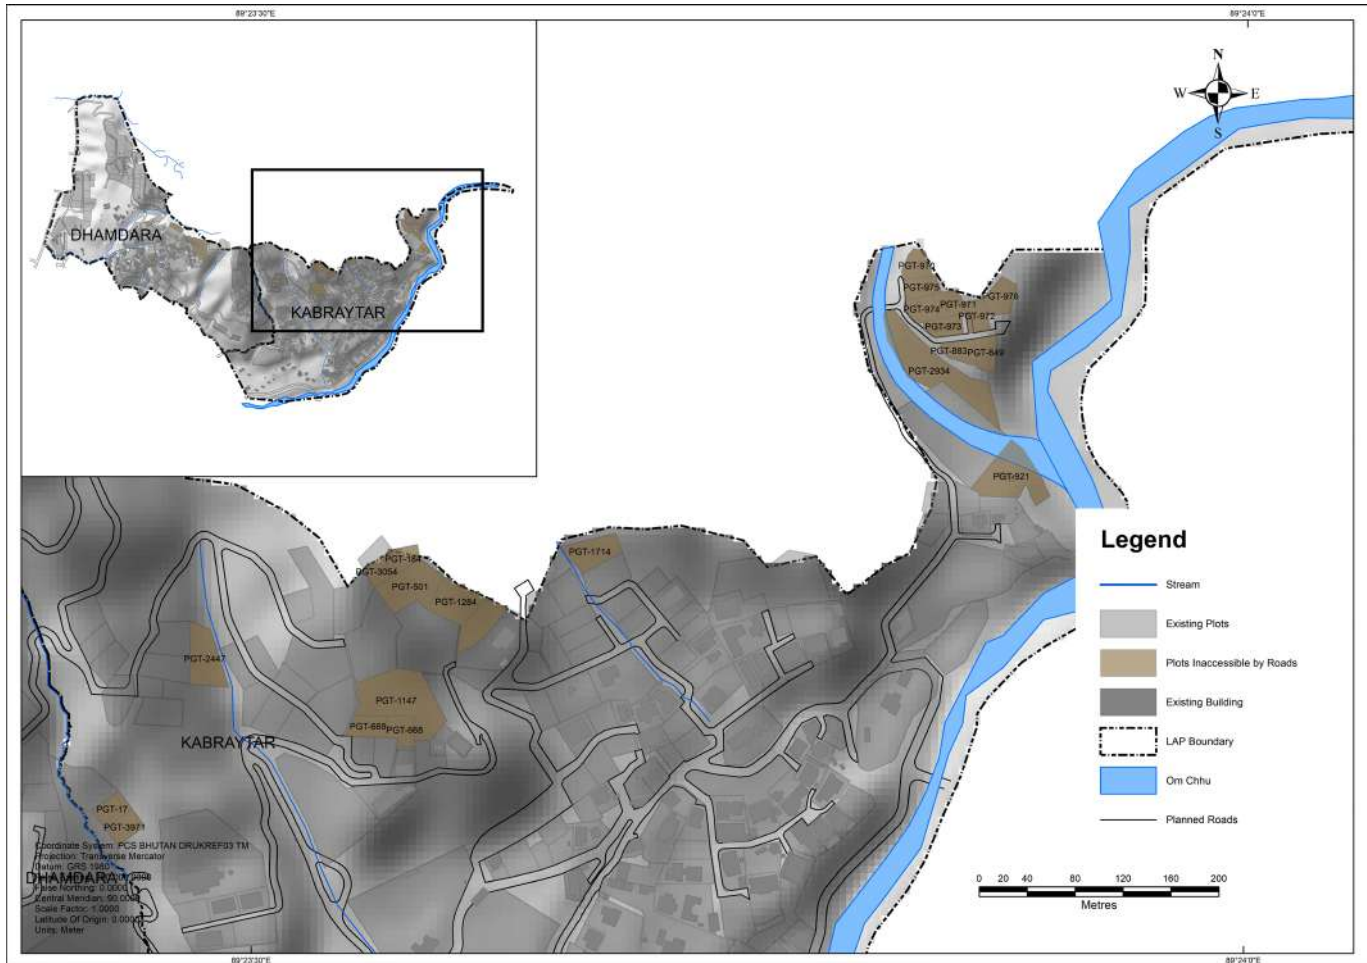 89°23'30"E
89°24'0"E
N
W E
S
DHAMDARA
KABRAYTAR
PGT-975
PGT-976
PGT-974
PGT-971
PGT-972
PGT-973
PGT-883
PGT-849
PGT-2934
PGT-921
PGT-184
PGT-3054
PGT-501
PGT-1284
PGT-1714
PGT-2447
PGT-1147
PGT-668
KABRAYTAR
PGT-17
PGT-3971
DHAMDARA
Coordinate System: PCS BHUTAN DRUKREF03 TM
Projection: Transverse Mercator
Datum: GRS 1980
False Northing: 0.0000
Central Meridian: 90.0000
Scale Factor: 1.0000
Latitude Of Origin: 0.0000
Units: Meter
Legend
Stream
Existing Plots
Plots Inaccessible by Roads
Existing Building
LAP Boundary
Om Chhu
Planned Roads
0 20 40 80 120 160 200
Metres
89°23'30"E
89°24'0"E